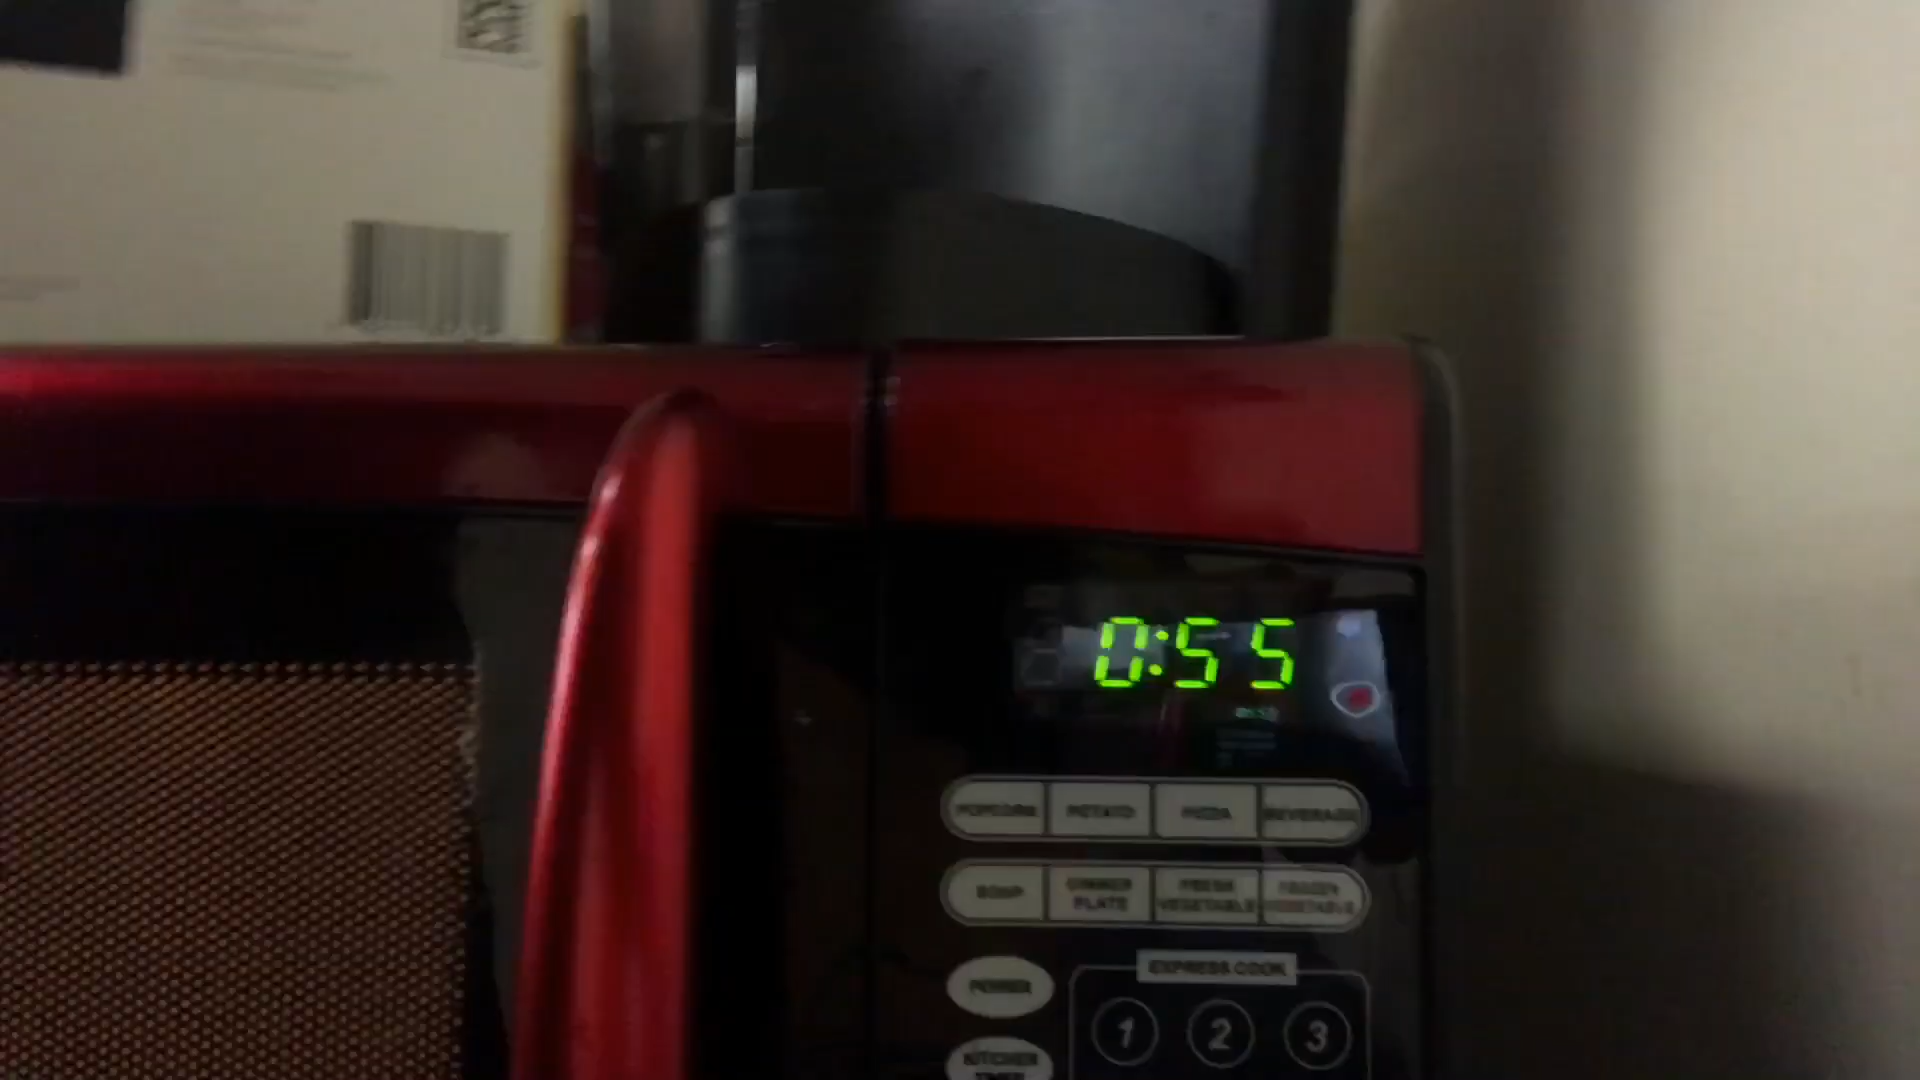 0:55
POPCORN POTATO PIZZA BEVERAGE
SOUP DINNER PLATE FRESH VEGETABLE FROZEN VEGETABLE
POWER
EXPRESS COOK
1 2 3
KITCHEN TIMER